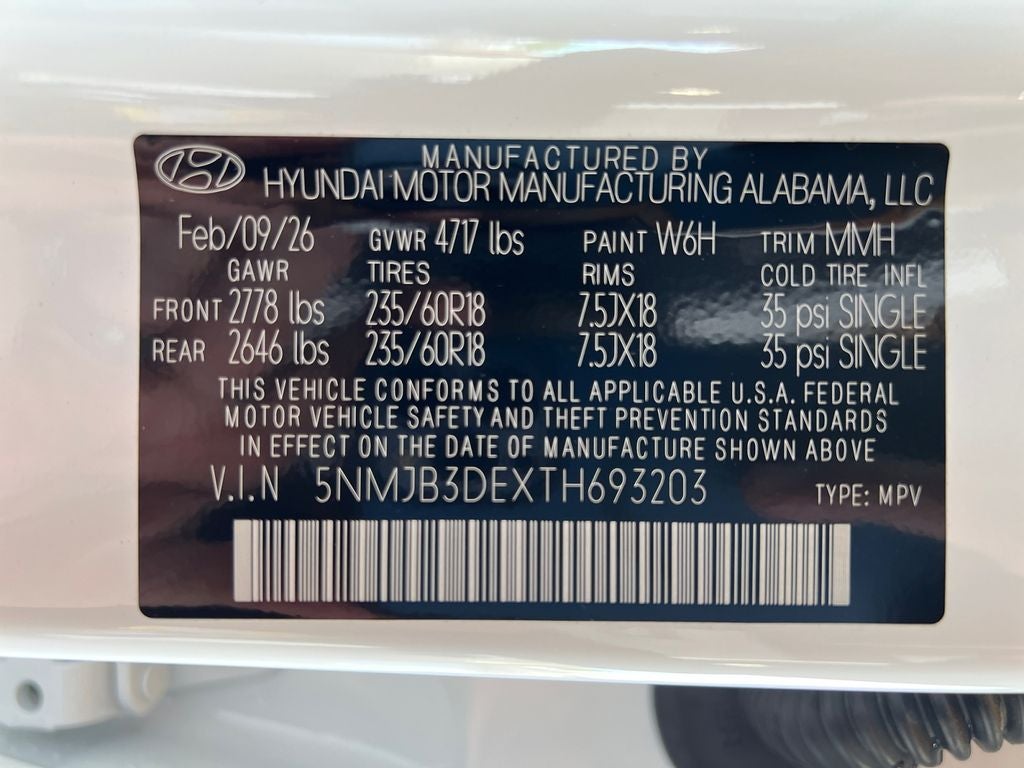 MANUFACTURED BY
HYUNDAI MOTOR MANUFACTURING ALABAMA, LLC
Feb/09/26 GVWR 4717 lbs PAINT W6H TRIM MMH
GAWR TIRES RIMS COLD TIRE INFL
FRONT 2778 lbs 235/60R18 7.5JX18 35 psi SINGLE
REAR 2646 lbs 235/60R18 7.5JX18 35 psi SINGLE
THIS VEHICLE CONFORMS TO ALL APPLICABLE U.S.A. FEDERAL
MOTOR VEHICLE SAFETY AND THEFT PREVENTION STANDARDS
IN EFFECT ON THE DATE OF MANUFACTURE SHOWN ABOVE
V.I.N 5NMJB3DEXTH693203 TYPE: MPV